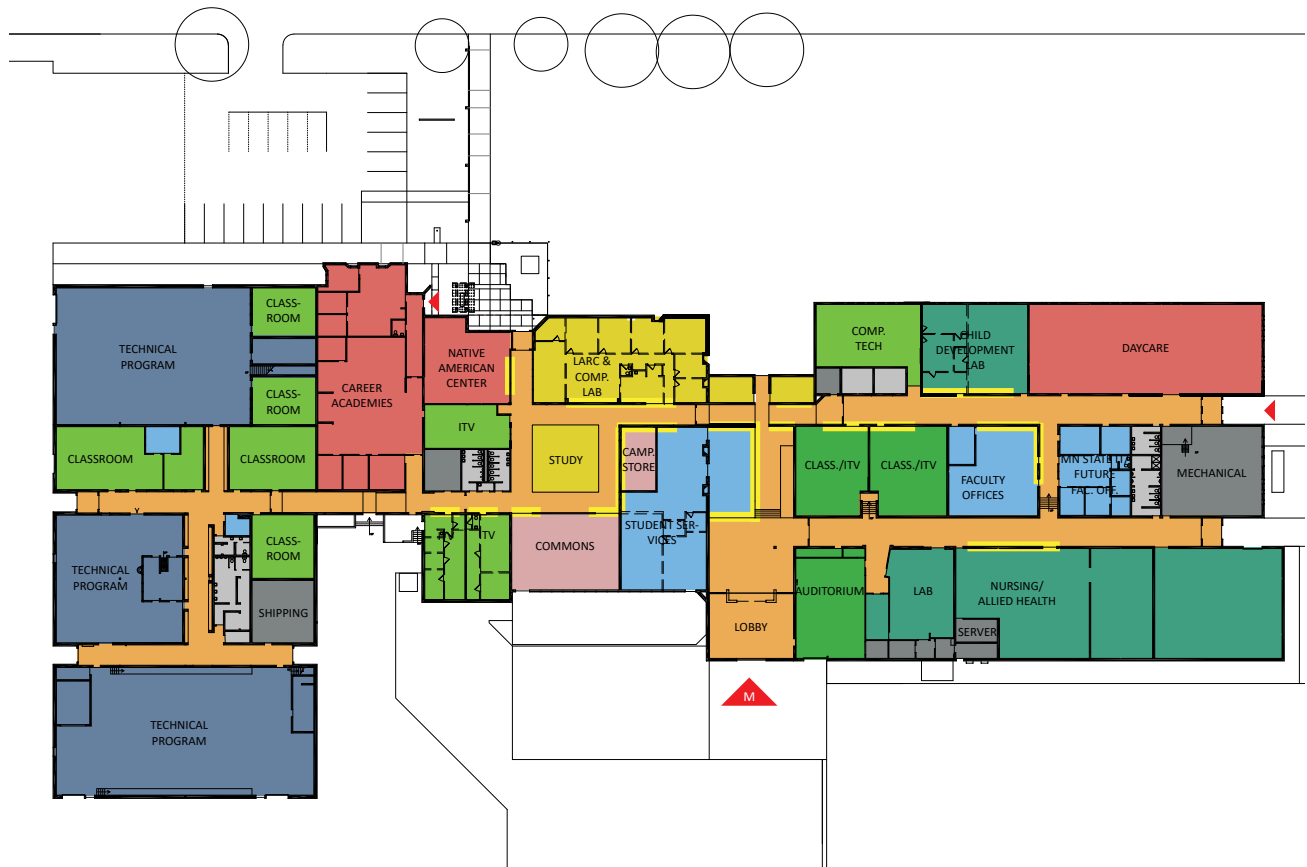 CLASS-
ROOM
TECHNICAL
PROGRAM
CLASS-
ROOM
CAREER
ACADEMIES
NATIVE
AMERICAN
CENTER
LARC &
COMP.
LAB
COMP.
TECH
CHILD
DEVELOPMENT
LAB
DAYCARE
CLASSROOM
CLASSROOM
ITV
STUDY
CAMP.
STORE
CLASS./ITV
CLASS./ITV
FACULTY
OFFICES
MN STATE
FUTURE
FAC. OFF.
MECHANICAL
TECHNICAL
PROGRAM
CLASS-
ROOM
SHIPPING
ITV
COMMONS
STUDENT SER-
VICES
LOBBY
AUDITORIUM
LAB
SERVER
NURSING/
ALLIED HEALTH
M
TECHNICAL
PROGRAM